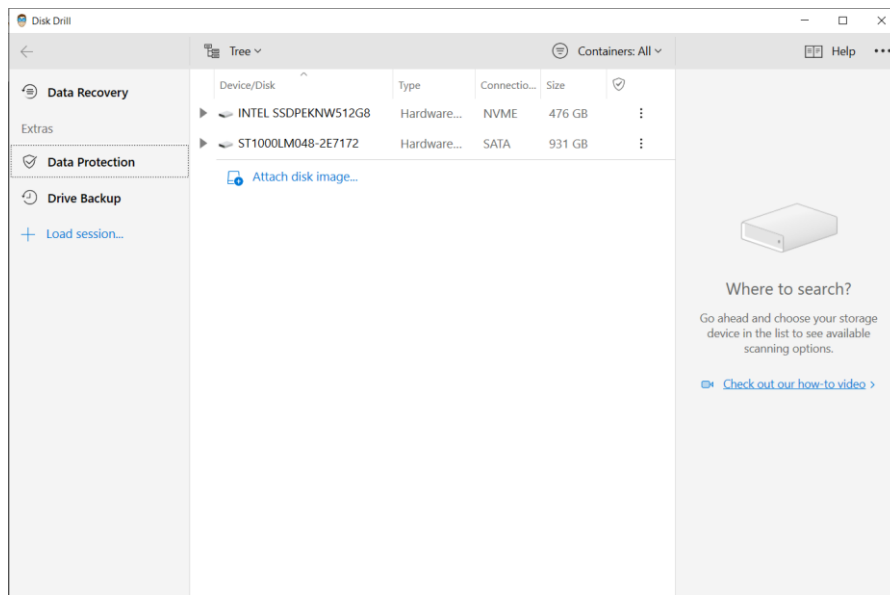 Disk Drill
Tree
Containers: All
Help
Data Recovery
Extras
Data Protection
Drive Backup
Load session...
Device/Disk Type Connectio... Size
INTEL SSDPEKNW512G8 Hardware... NVME 476 GB
ST1000LM048-2E7172 Hardware... SATA 931 GB
Attach disk image...
Where to search?
Go ahead and choose your storage
device in the list to see available
scanning options.
Check out our how-to video